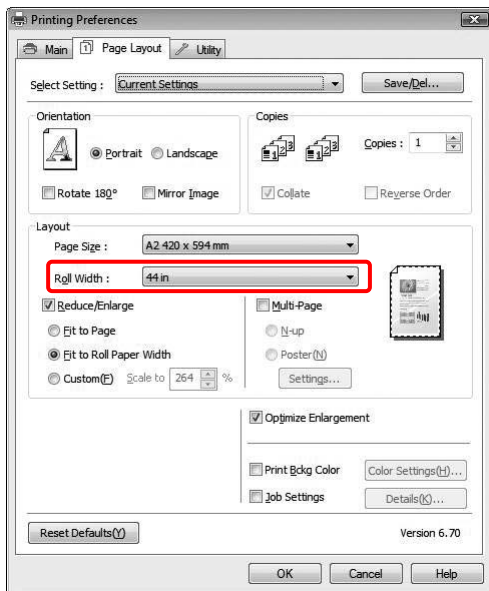 Printing Preferences
Main
Page Layout
Utility
Select Setting :
Current Settings
Save/Del...
Orientation
A
Portrait
Landscape
Rotate 180°
Mirror Image
Copies
Copies : 1
Collate
Reverse Order
Layout
Page Size : A2 420 x 594 mm
Roll Width : 44 in
Reduce/Enlarge
Fit to Page
Fit to Roll Paper Width
Custom(F) Scale to 264 %
Multi-Page
N-up
Poster(N)
Settings...
Optimize Enlargement
Print Bckg Color
Color Settings(H)...
Job Settings
Details(K)...
Reset Defaults(Y)
Version 6.70
OK
Cancel
Help